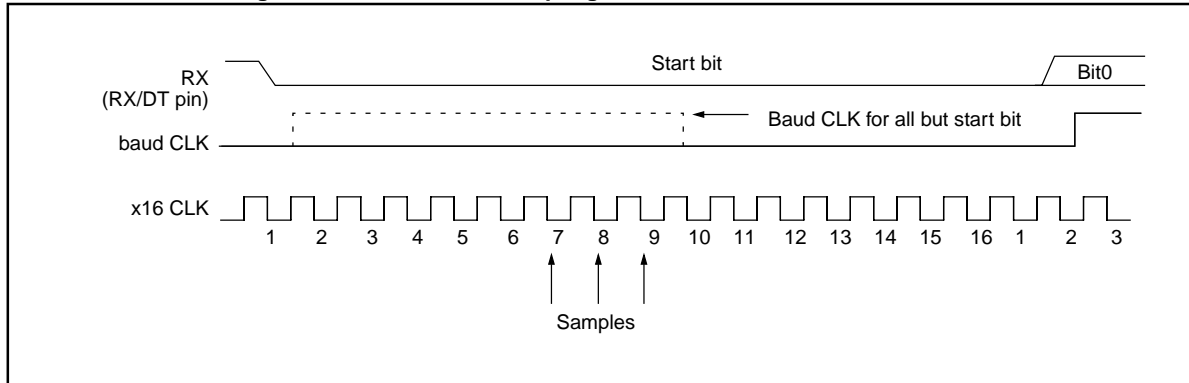 Start bit
RX
(RX/DT pin)
Bit0
Baud CLK for all but start bit
baud CLK
x16 CLK
1 2 3 4 5 6 7 8 9 10 11 12 13 14 15 16 1 2 3
Samples